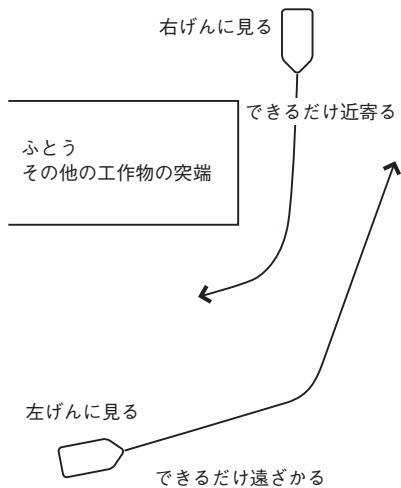 右げんに見る
できるだけ近寄る
ふとう
その他の工作物の突端
左げんに見る
できるだけ遠ざかる